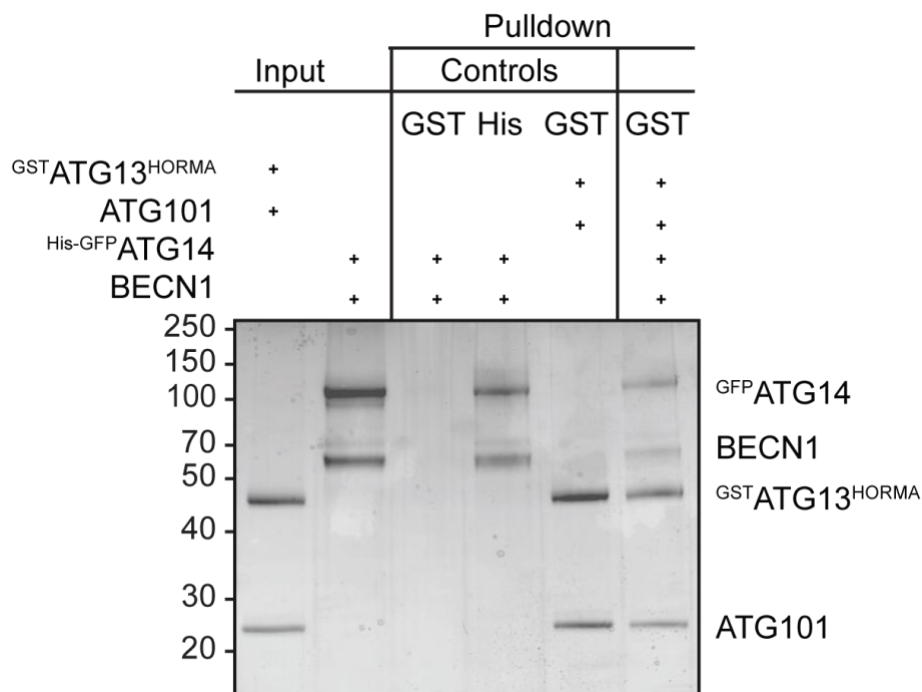 Pulldown
Input Controls
GST His GST GST
GSTATG13HORMA + + +
ATG101 + + +
His-GFPATG14 + + + +
BECN1 + + + +
250
150
100 GFPATG14
70 BECN1
50 GSTATG13HORMA
40
30
20 ATG101